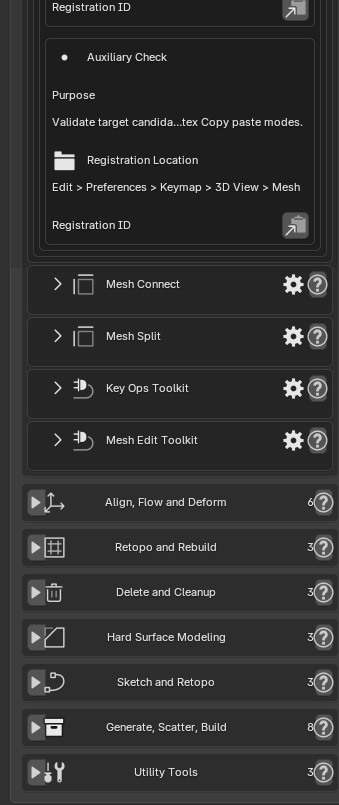 Registration ID
Auxiliary Check
Purpose
Validate target candida...tex Copy paste modes.
Registration Location
Edit > Preferences > Keymap > 3D View > Mesh
Registration ID
Mesh Connect
Mesh Split
Key Ops Toolkit
Mesh Edit Toolkit
Align, Flow and Deform 6
Retopo and Rebuild 3
Delete and Cleanup 3
Hard Surface Modeling 3
Sketch and Retopo 3
Generate, Scatter, Build 8
Utility Tools 3